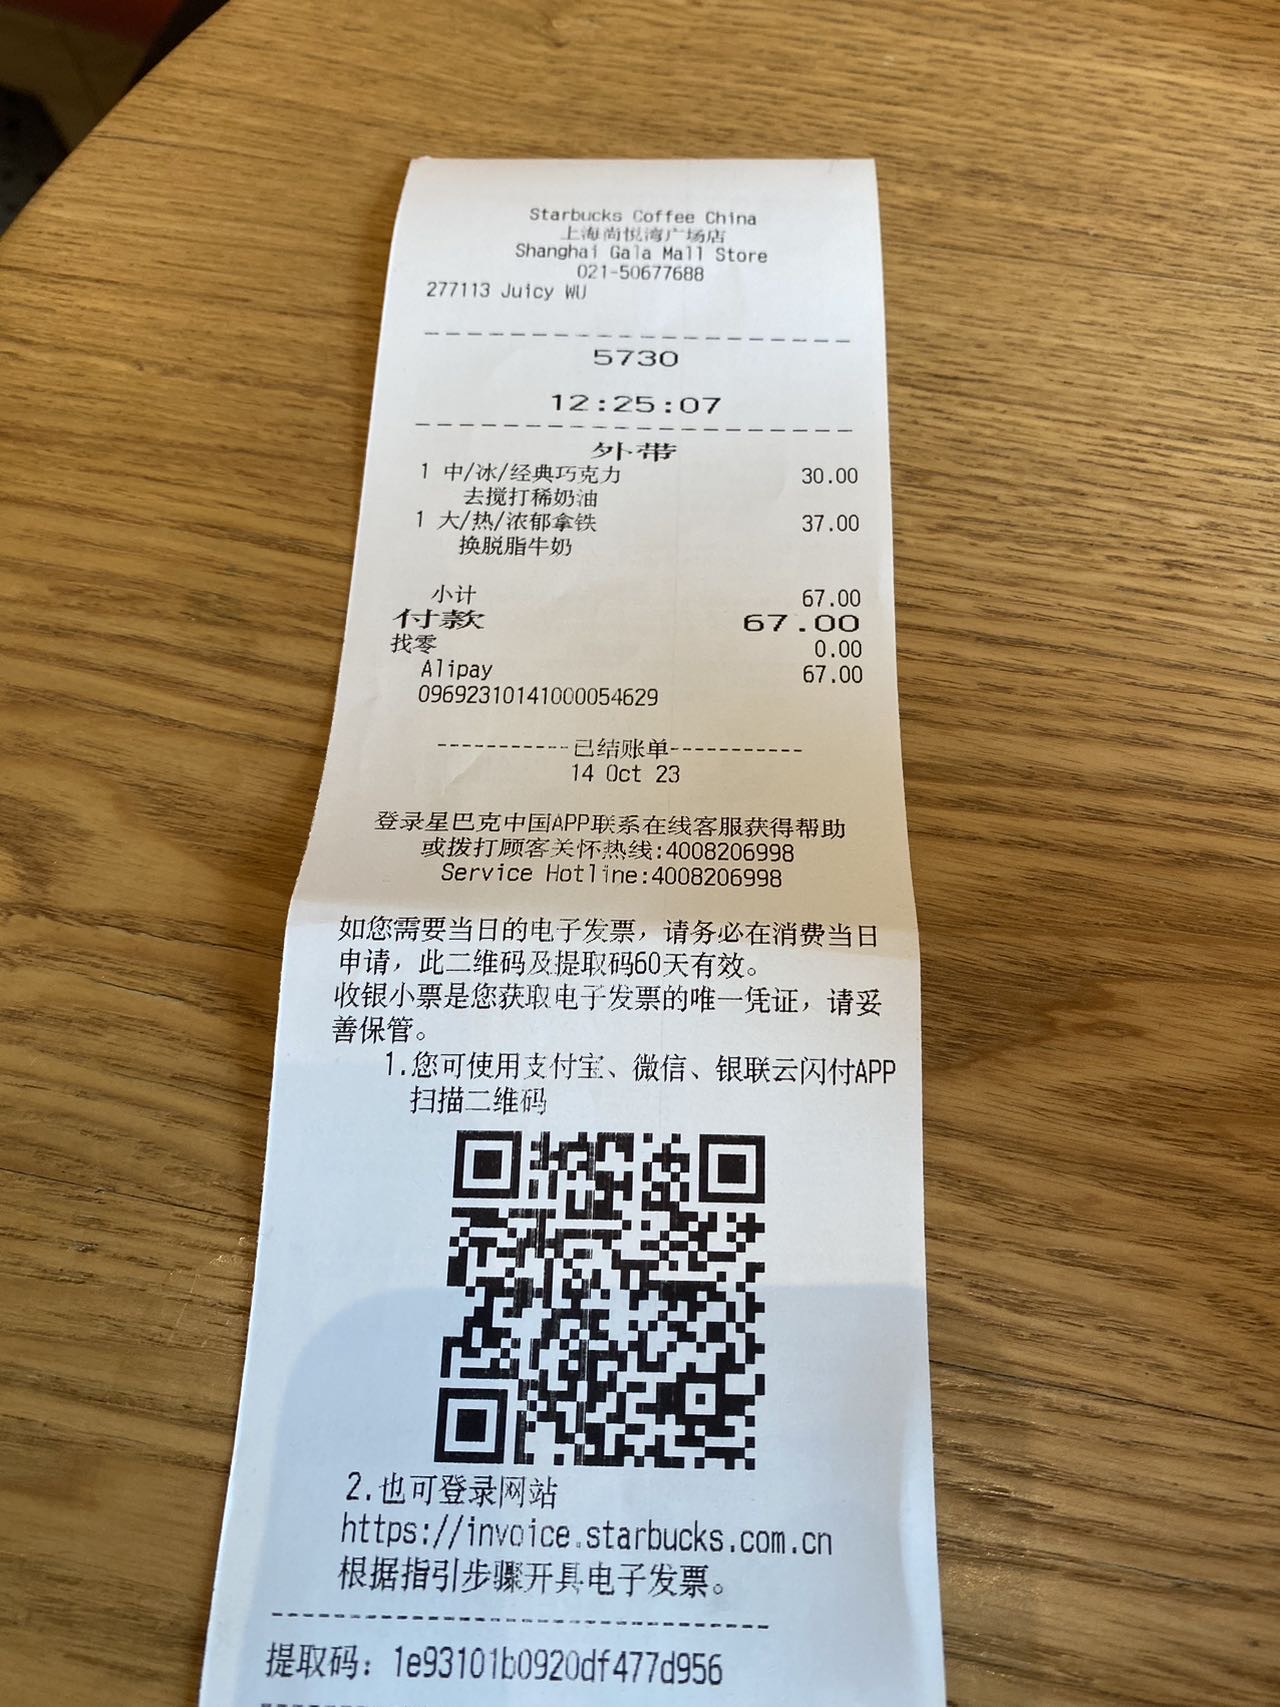 Starbucks Coffee China
上海尚悦湾广场店
Shanghai Gala Mall Store
021-50677688
277113 Juicy WU
5730
12:25:07
外带
1 中/冰/经典巧克力 30.00
去搅打稀奶油
1 大/热/浓郁拿铁 37.00
换脱脂牛奶
小计 67.00
付款 67.00
找零 0.00
Alipay 67.00
09692310141000054629
-----------已结账单-----------
14 Oct 23
登录星巴克中国APP联系在线客服获得帮助
或拨打顾客关怀热线:4008206998
Service Hotline:4008206998
如您需要当日的电子发票，请务必在消费当日
申请，此二维码及提取码60天有效。
收银小票是您获取电子发票的唯一凭证，请妥
善保管。
1.您可使用支付宝、微信、银联云闪付APP
扫描二维码
2.也可登录网站
https://invoice.starbucks.com.cn
根据指引步骤开具电子发票。
提取码：1e93101b0920df477d956